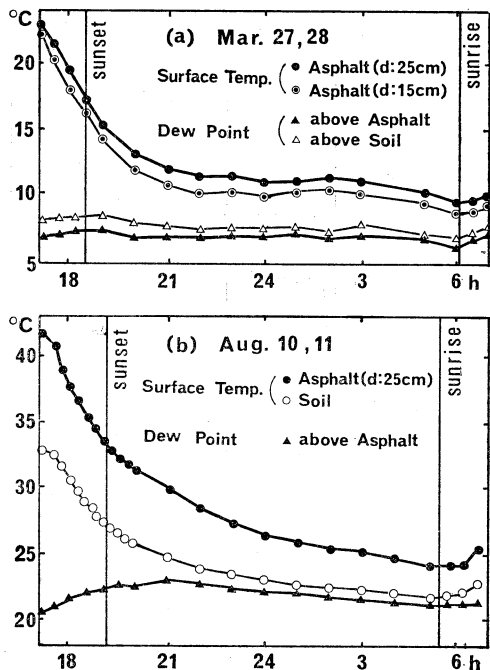 °C
(a) Mar. 27, 28
sunset
sunrise
Surface Temp.
Asphalt (d:25cm)
Asphalt (d:15cm)
Dew Point
above Asphalt
above Soil
20
15
10
5
18 21 24 3 6 h
°C
(b) Aug. 10, 11
sunset
sunrise
Surface Temp.
Asphalt (d:25cm)
Soil
Dew Point
above Asphalt
40
35
30
25
20
18 21 24 3 6 h